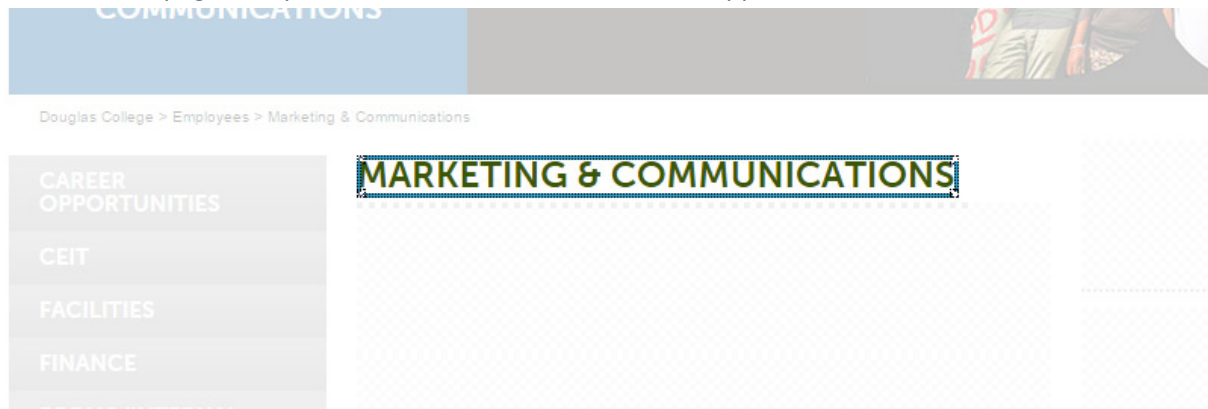 COMMUNICATIONS
Douglas College > Employees > Marketing & Communications
MARKETING & COMMUNICATIONS
CAREER
OPPORTUNITIES
CEIT
FACILITIES
FINANCE